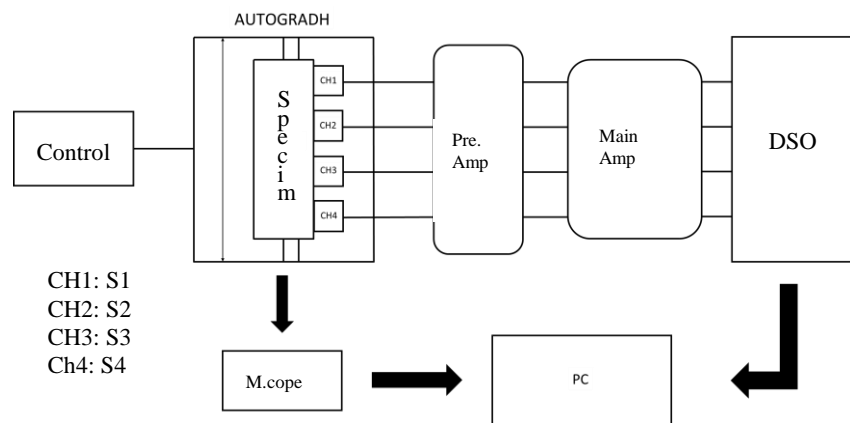 AUTOGRADH
Control
Specim
CH1
CH2
CH3
CH4
Pre.
Amp
Main
Amp
DSO
CH1: S1
CH2: S2
CH3: S3
Ch4: S4
M.cope
PC